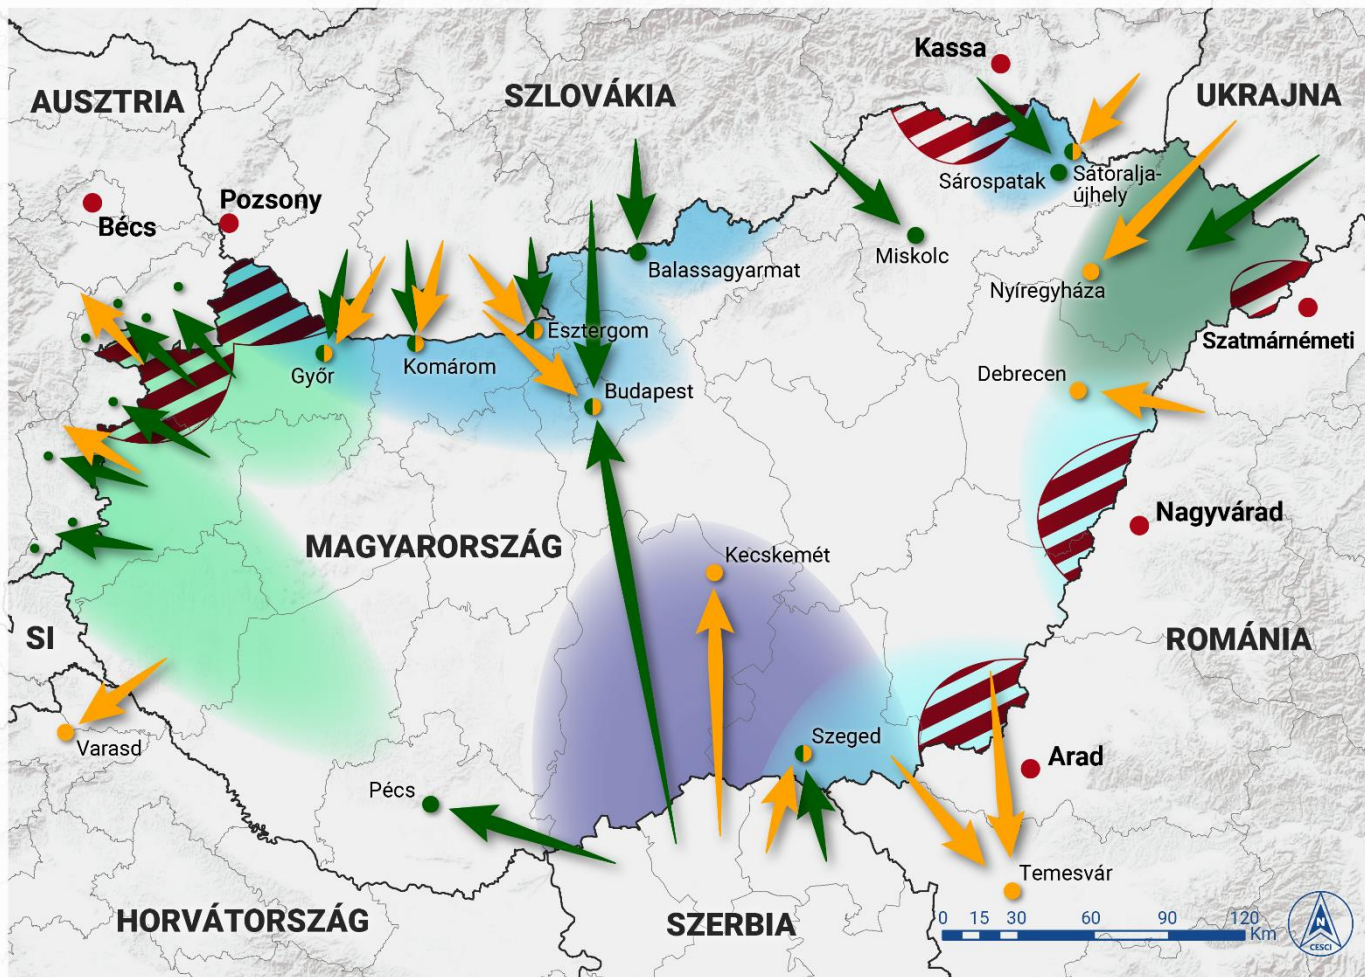 Kassa
AUSZTRIA
SZLOVÁKIA
UKRAJNA
Pozsony
Bécs
Sárospatak
Sátoralja-
újhely
Balassagyarmat
Miskolc
Nyíregyháza
Szatmárnémeti
Esztergom
Győr
Komárom
Budapest
Debrecen
Nagyvárad
MAGYARORSZÁG
Kecskemét
SI
ROMÁNIA
Varasd
Szeged
Arad
Pécs
Temesvár
HORVÁTORSZÁG
SZERBIA
0 15 30 60 90 120
Km
N
CESCI